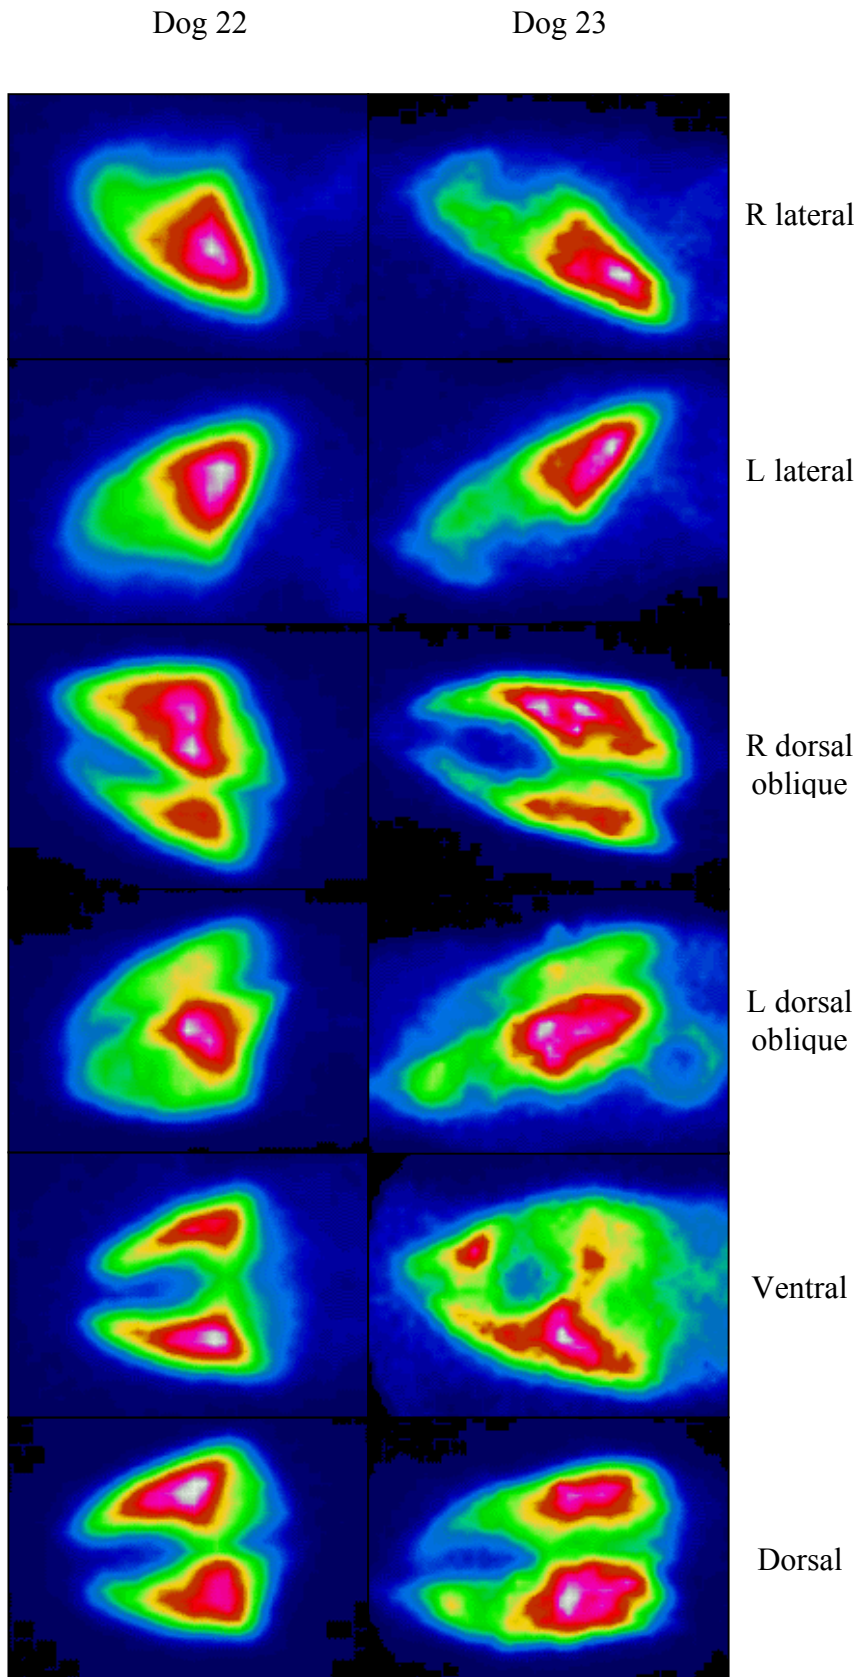 Dog 22
Dog 23
R lateral
L lateral
R dorsal
oblique
L dorsal
oblique
Ventral
Dorsal